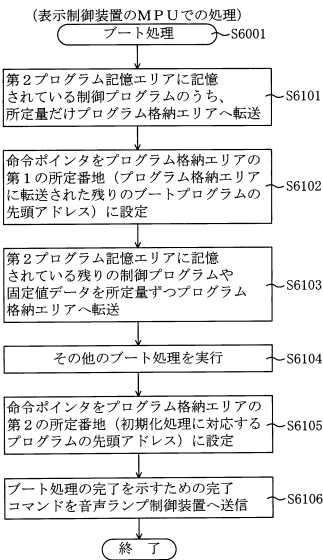 (表示制御装置のMPUでの処理)
ブート処理
S6001
第2プログラム記憶エリアに記憶
されている制御プログラムのうち、
所定量だけプログラム格納エリアへ転送
S6101
命令ポインタをプログラム格納エリアの
第1の所定番地(プログラム格納エリア
に転送された残りのブートプログラムの
先頭アドレス)に設定
S6102
第2プログラム記憶エリアに記憶
されている残りの制御プログラムや
固定値データを所定量ずつプログラム
格納エリアへ転送
S6103
その他のブート処理を実行
S6104
命令ポインタをプログラム格納エリアの
第2の所定番地(初期化処理に対応する
プログラムの先頭アドレス)に設定
S6105
ブート処理の完了を示すための完了
コマンドを音声ランプ制御装置へ送信
S6106
終 了